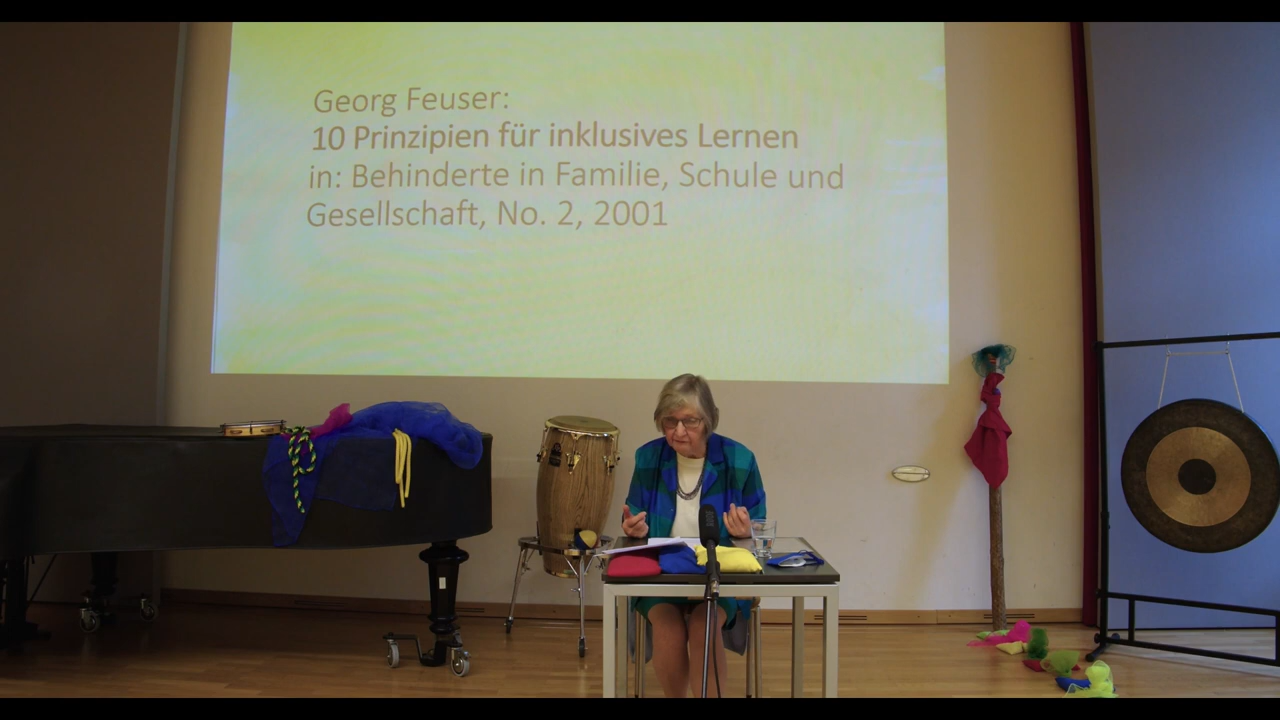 Georg Feuser:
10 Prinzipien für inklusives Lernen
in: Behinderte in Familie, Schule und
Gesellschaft, No. 2, 2001